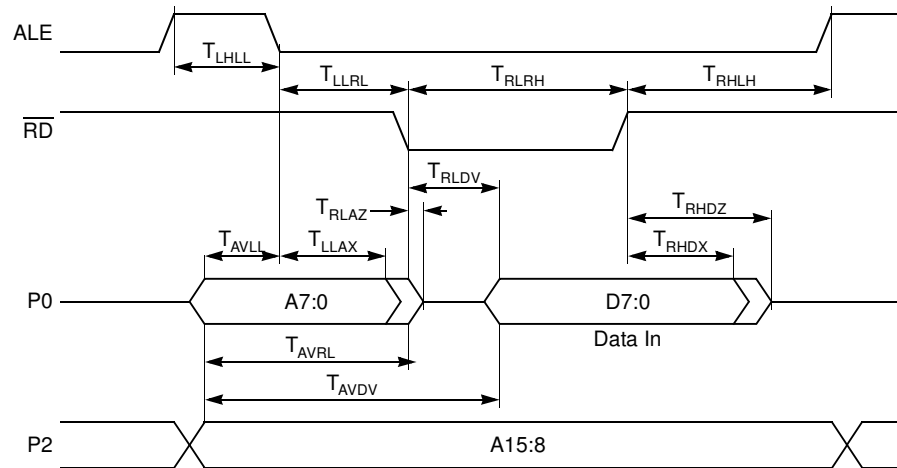 ALE
T_LHLL
T_LLRL T_RLRH T_RHLH
RD
T_RLDV
T_RLAZ T_RHDZ
T_AVLL T_LLAX T_RHDX
P0 A7:0 D7:0
Data In
T_AVRL
T_AVDV
P2 A15:8